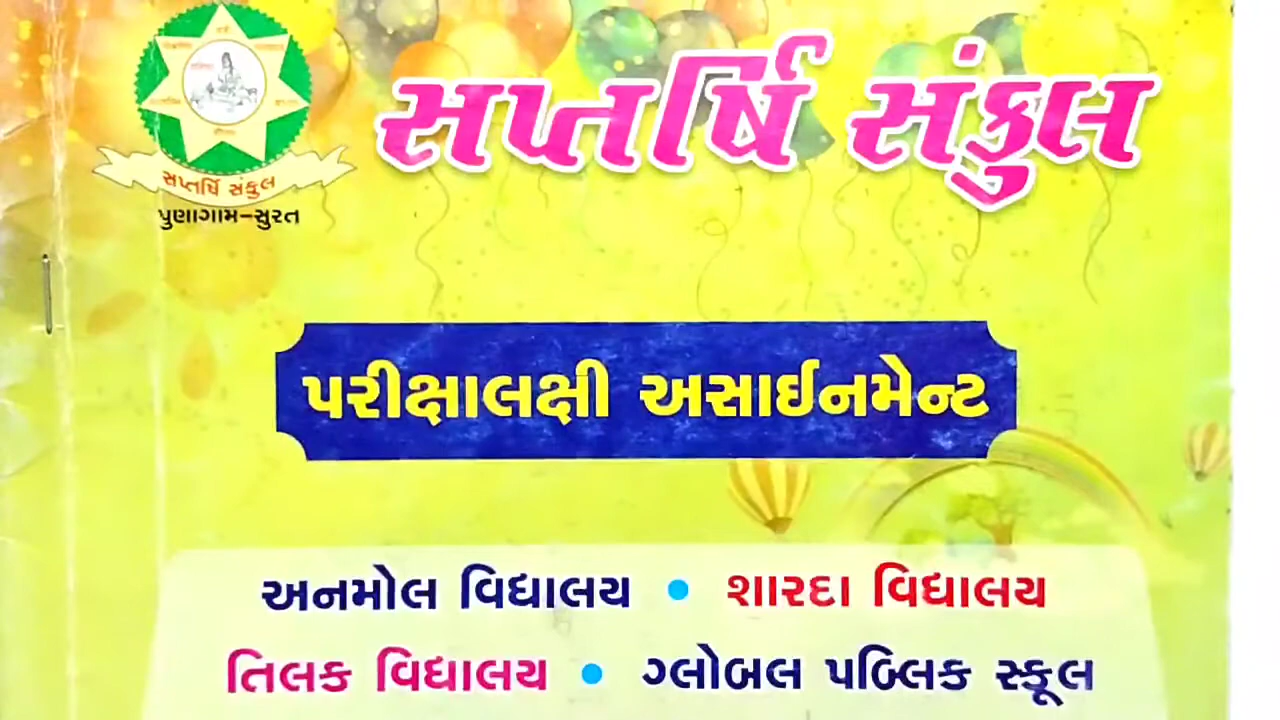 સપ્તર્ષિ સંકુલ
સપ્તર્ષિ સંકુલ
પુણાગામ-સુરત
પરીક્ષાલક્ષી અસાઈનમેન્ટ
અનમોલ વિદ્યાલય • શારદા વિદ્યાલય
તિલક વિદ્યાલય • ગ્લોબલ પબ્લિક સ્કૂલ